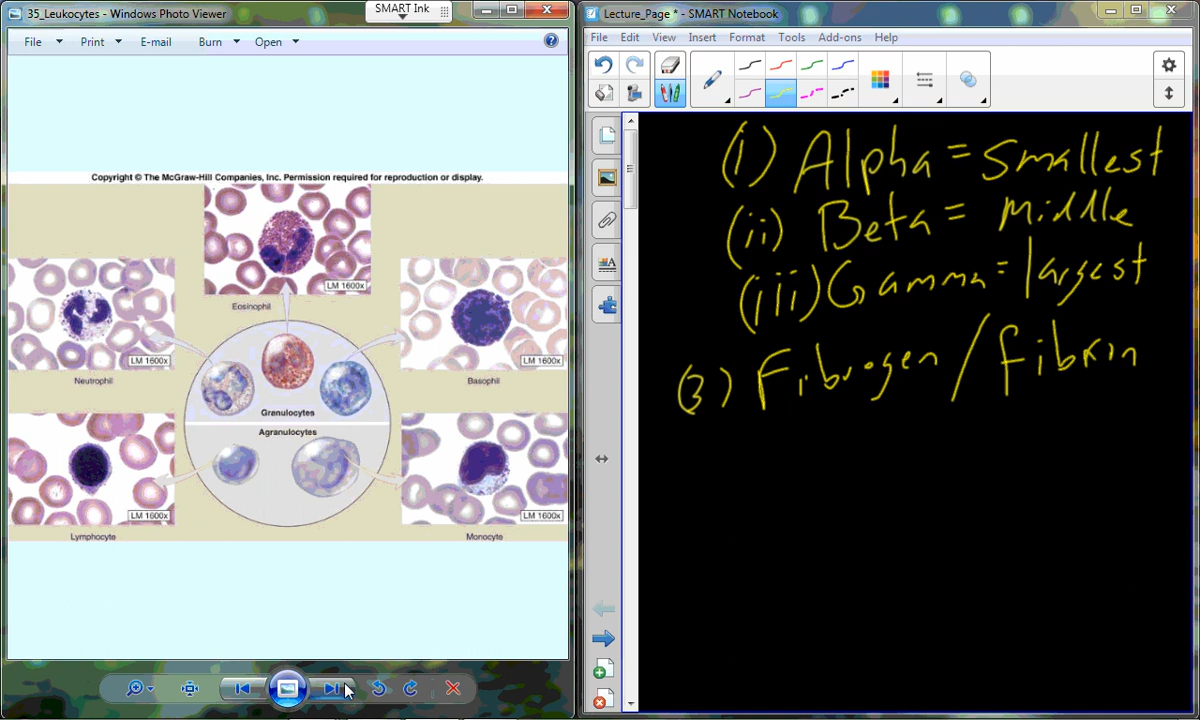 35_Leukocytes - Windows Photo Viewer
SMART Ink
File Print E-mail Burn Open
Copyright © The McGraw-Hill Companies, Inc. Permission required for reproduction or display.
LM 1600x
Eosinophil
LM 1600x
Neutrophil
LM 1600x
Basophil
Granulocytes
Agranulocytes
LM 1600x
Lymphocyte
LM 1600x
Monocyte
Lecture_Page * - SMART Notebook
File Edit View Insert Format Tools Add-ons Help
(i) Alpha = Smallest
(ii) Beta = Middle
(iii) Gamma = largest
(3) Fibrogen / fibrin